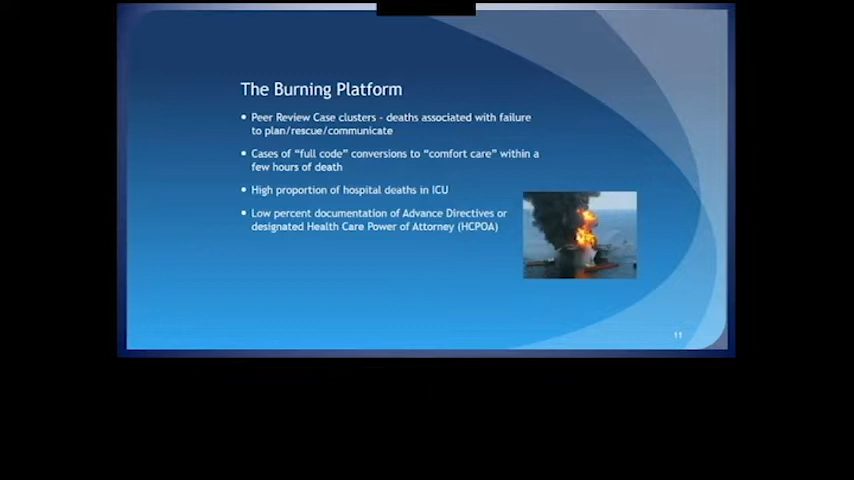 The Burning Platform
• Peer Review Case clusters – deaths associated with failure
to plan/rescue/communicate
• Cases of “full code” conversions to “comfort care” within a
few hours of death
• High proportion of hospital deaths in ICU
• Low percent documentation of Advance Directives or
designated Health Care Power of Attorney (HCPOA)
11